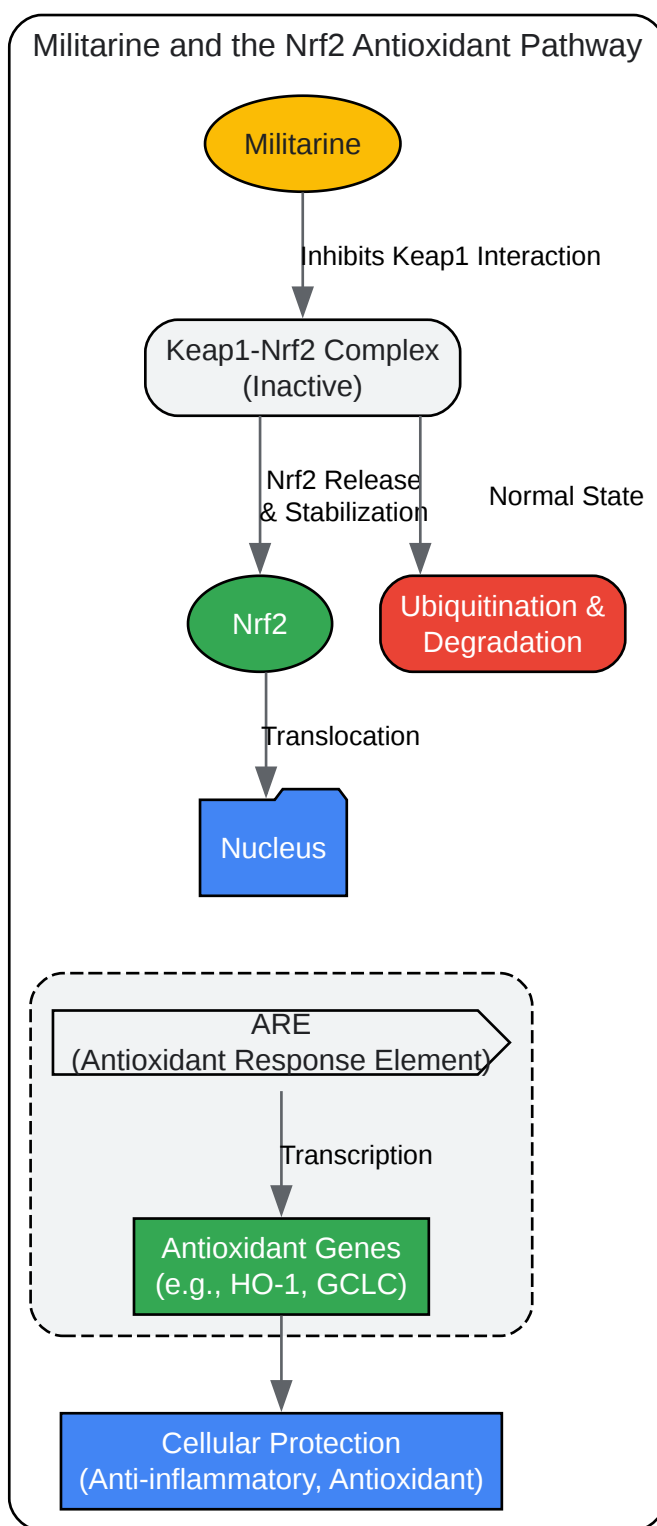 Militarine and the Nrf2 Antioxidant Pathway
Militarine
Inhibits Keap1 Interaction
Keap1-Nrf2 Complex
(Inactive)
Nrf2 Release
& Stabilization
Normal State
Nrf2
Ubiquitination &
Degradation
Translocation
Nucleus
ARE
(Antioxidant Response Element)
Transcription
Antioxidant Genes
(e.g., HO-1, GCLC)
Cellular Protection
(Anti-inflammatory, Antioxidant)